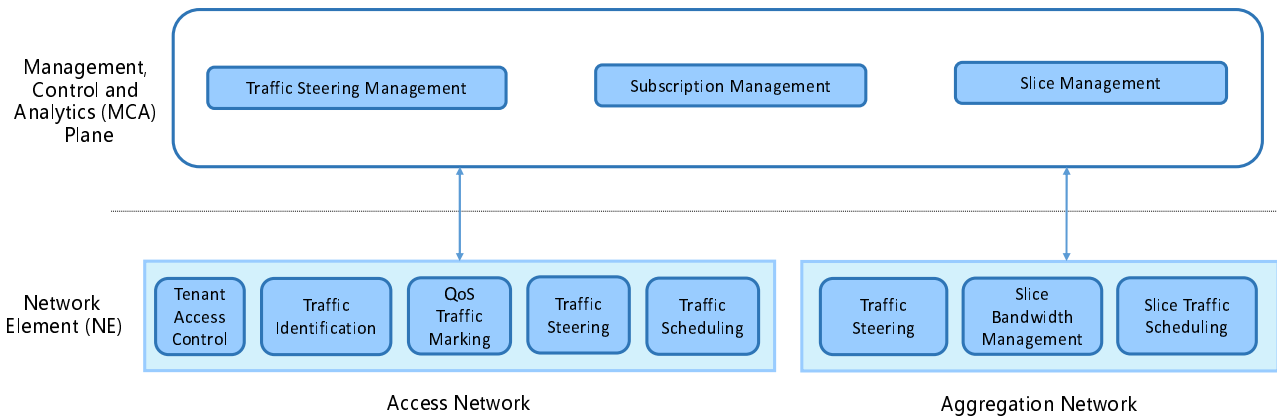 Management,
Control and
Analytics (MCA)
Plane
Traffic Steering Management
Subscription Management
Slice Management
Network
Element (NE)
Tenant
Access
Control
Traffic
Identification
QoS
Traffic
Marking
Traffic
Steering
Traffic
Scheduling
Traffic
Steering
Slice
Bandwidth
Management
Slice Traffic
Scheduling
Access Network
Aggregation Network